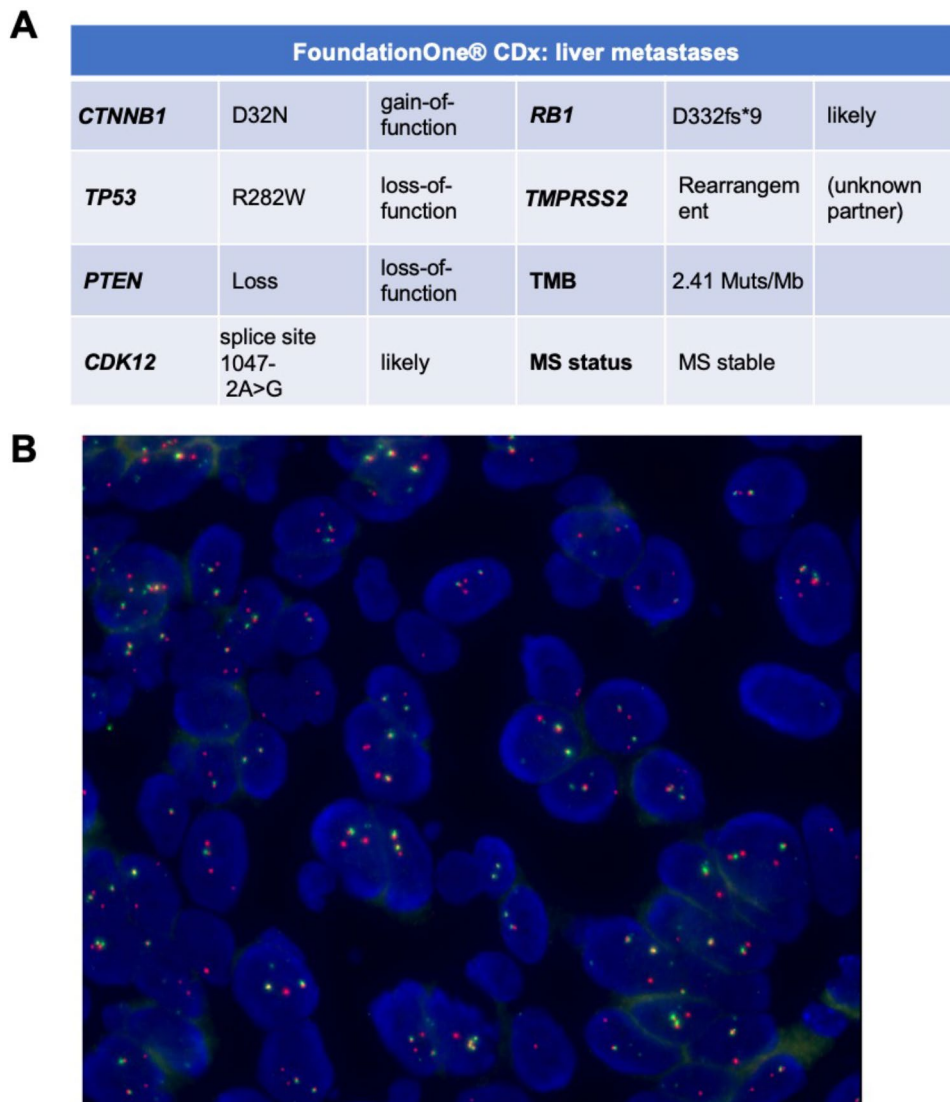 A
FoundationOne® CDx: liver metastases
CTNNB1 D32N gain-of-function RB1 D332fs*9 likely
TP53 R282W loss-of-function TMPRSS2 Rearrangement (unknown partner)
PTEN Loss loss-of-function TMB 2.41 Muts/Mb
CDK12 splice site 1047-2A>G likely MS status MS stable
B